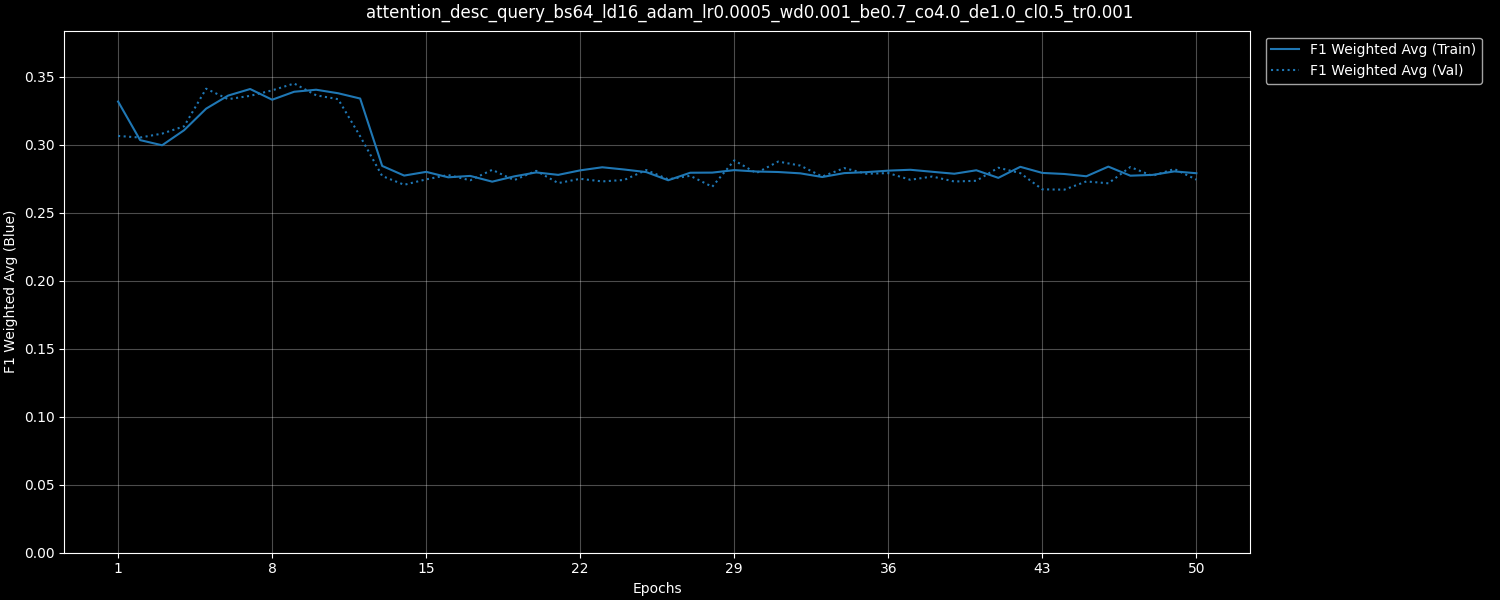 attention_desc_query_bs64_ld16_adam_lr0.0005_wd0.001_be0.7_co4.0_de1.0_cl0.5_tr0.001
F1 Weighted Avg (Train)
F1 Weighted Avg (Val)
F1 Weighted Avg (Blue)
0.35
0.30
0.25
0.20
0.15
0.10
0.05
0.00
1 8 15 22 29 36 43 50
Epochs